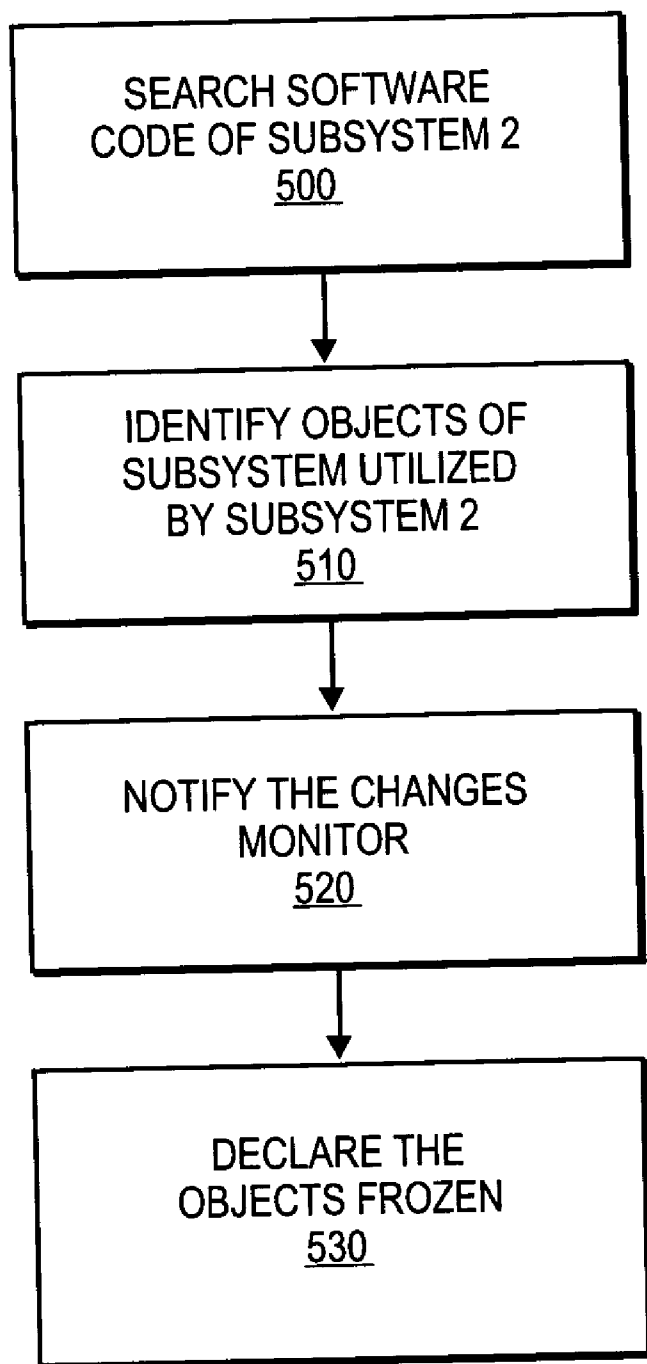 SEARCH SOFTWARE
CODE OF SUBSYSTEM 2
500
IDENTIFY OBJECTS OF
SUBSYSTEM UTILIZED
BY SUBSYSTEM 2
510
NOTIFY THE CHANGES
MONITOR
520
DECLARE THE
OBJECTS FROZEN
530